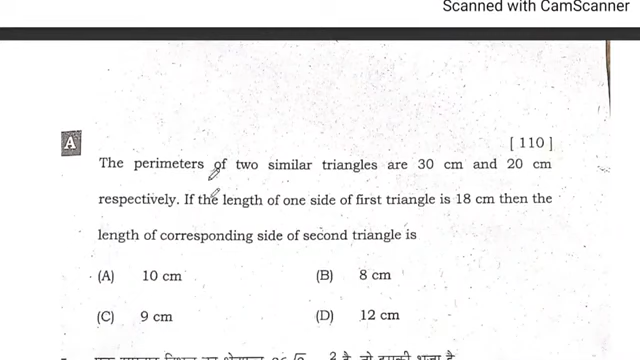 Scanned with CamScanner
A
[ 110 ]
The perimeters of two similar triangles are 30 cm and 20 cm
respectively. If the length of one side of first triangle is 18 cm then the
length of corresponding side of second triangle is
(A) 10 cm (B) 8 cm
(C) 9 cm (D) 12 cm